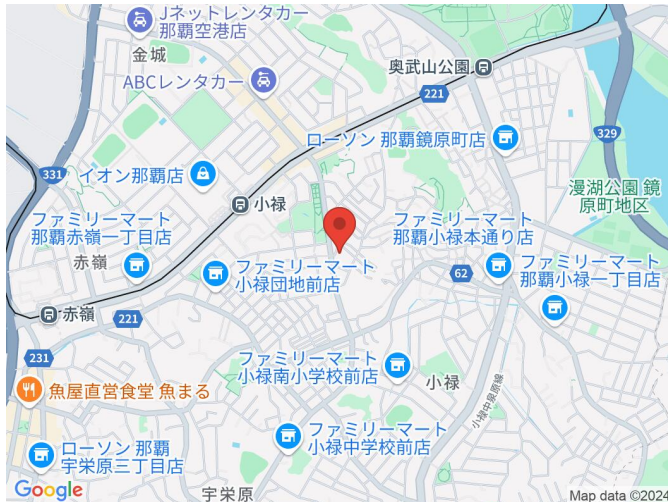 Jネットレンタカー
那覇空港店
金城
ABCレンタカー
奥武山公園
221
ローソン 那覇鏡原町店
329
331
イオン那覇店
漫湖公園 鏡
原町地区
小禄
ファミリーマート
那覇赤嶺一丁目店
赤嶺
ファミリーマート
那覇小禄本通り店
ファミリーマート
小禄団地前店
62
ファミリーマート
那覇小禄一丁目店
赤嶺
221
231
ファミリーマート
小禄南小学校前店
小禄
魚屋直営食堂 魚まる
小禄中泉原線
ファミリーマート
小禄中学校前店
ローソン 那覇
宇栄原三丁目店
宇栄原
Google
Map data ©2024